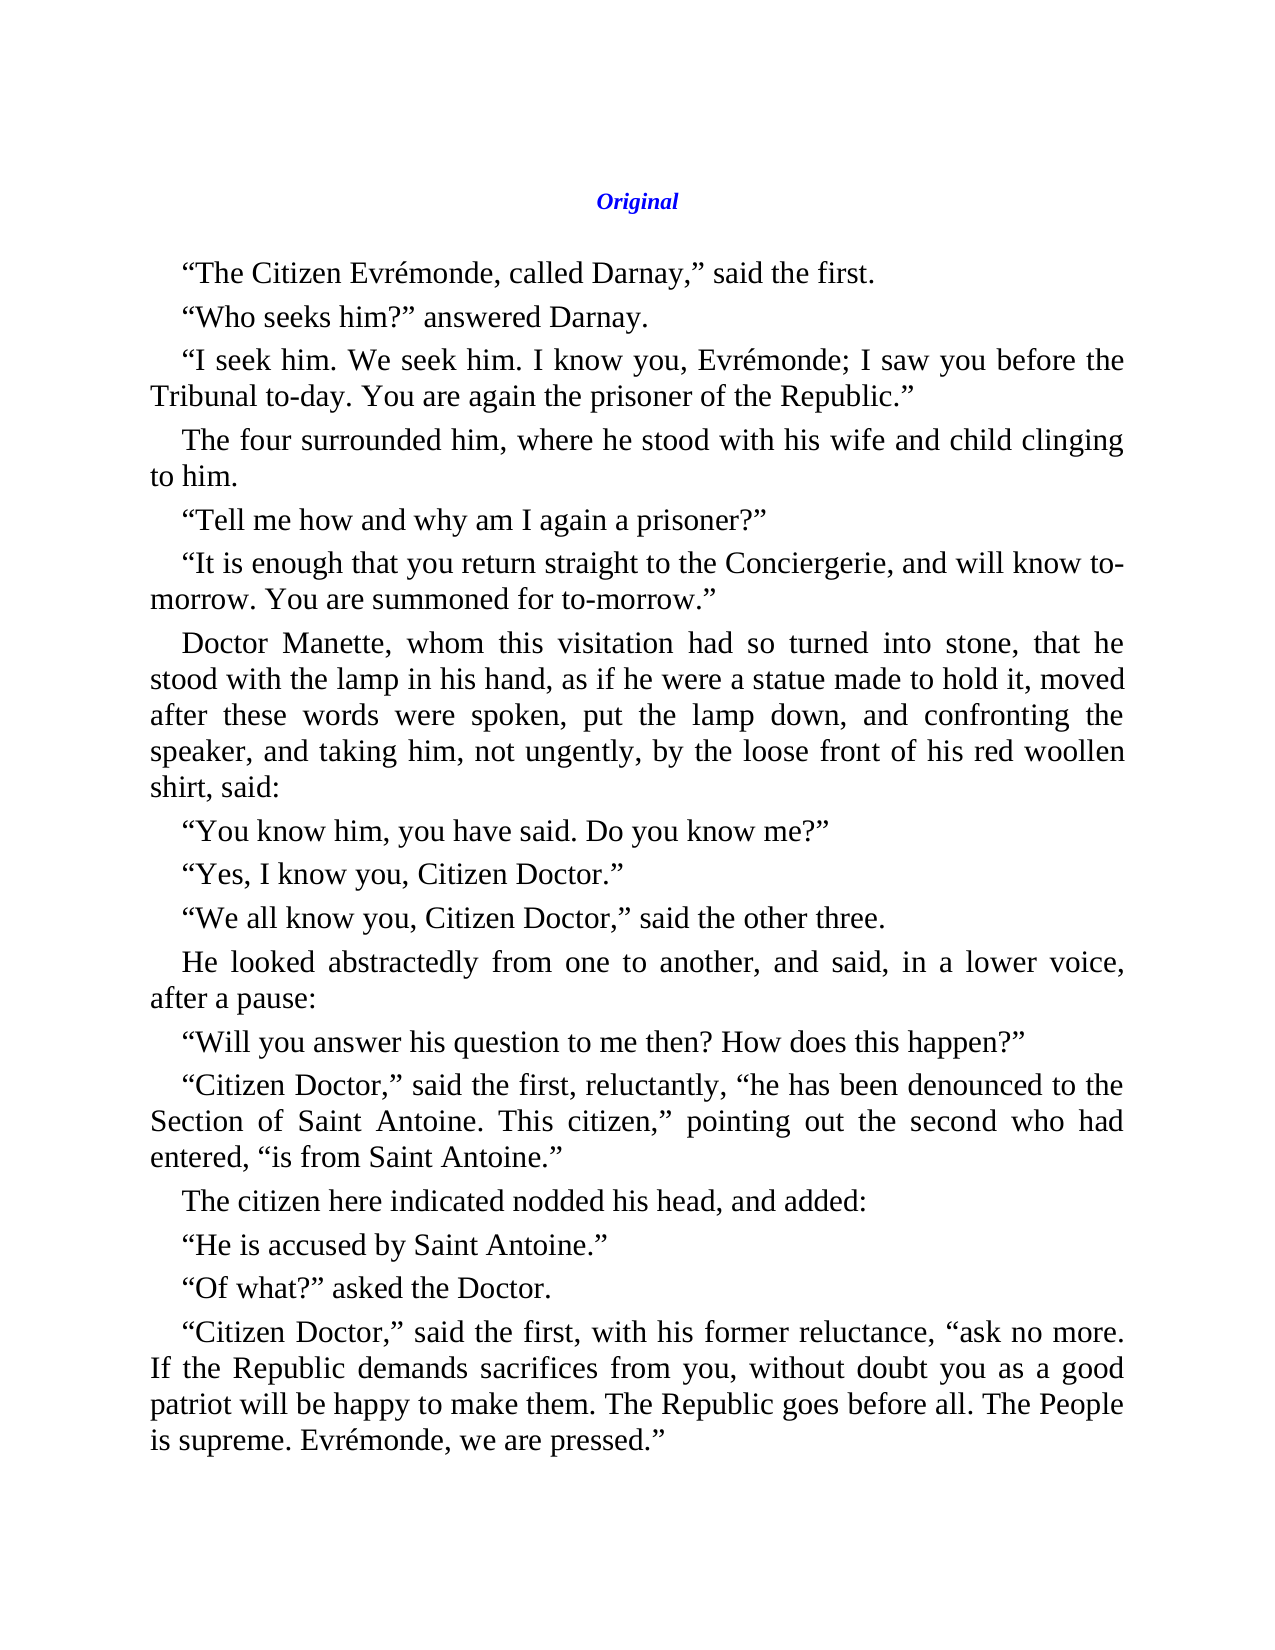 Original
“The Citizen Evrémonde, called Darnay,” said the first.
“Who seeks him?” answered Darnay.
“I seek him. We seek him. I know you, Evrémonde; I saw you before the
Tribunal to-day. You are again the prisoner of the Republic.”
The four surrounded him, where he stood with his wife and child clinging
to him.
“Tell me how and why am I again a prisoner?”
“It is enough that you return straight to the Conciergerie, and will know to-
morrow. You are summoned for to-morrow.”
Doctor Manette, whom this visitation had so turned into stone, that he
stood with the lamp in his hand, as if he were a statue made to hold it, moved
after these words were spoken, put the lamp down, and confronting the
speaker, and taking him, not ungently, by the loose front of his red woollen
shirt, said:
“You know him, you have said. Do you know me?”
“Yes, I know you, Citizen Doctor.”
“We all know you, Citizen Doctor,” said the other three.
He looked abstractedly from one to another, and said, in a lower voice,
after a pause:
“Will you answer his question to me then? How does this happen?”
“Citizen Doctor,” said the first, reluctantly, “he has been denounced to the
Section of Saint Antoine. This citizen,” pointing out the second who had
entered, “is from Saint Antoine.”
The citizen here indicated nodded his head, and added:
“He is accused by Saint Antoine.”
“Of what?” asked the Doctor.
“Citizen Doctor,” said the first, with his former reluctance, “ask no more.
If the Republic demands sacrifices from you, without doubt you as a good
patriot will be happy to make them. The Republic goes before all. The People
is supreme. Evrémonde, we are pressed.”